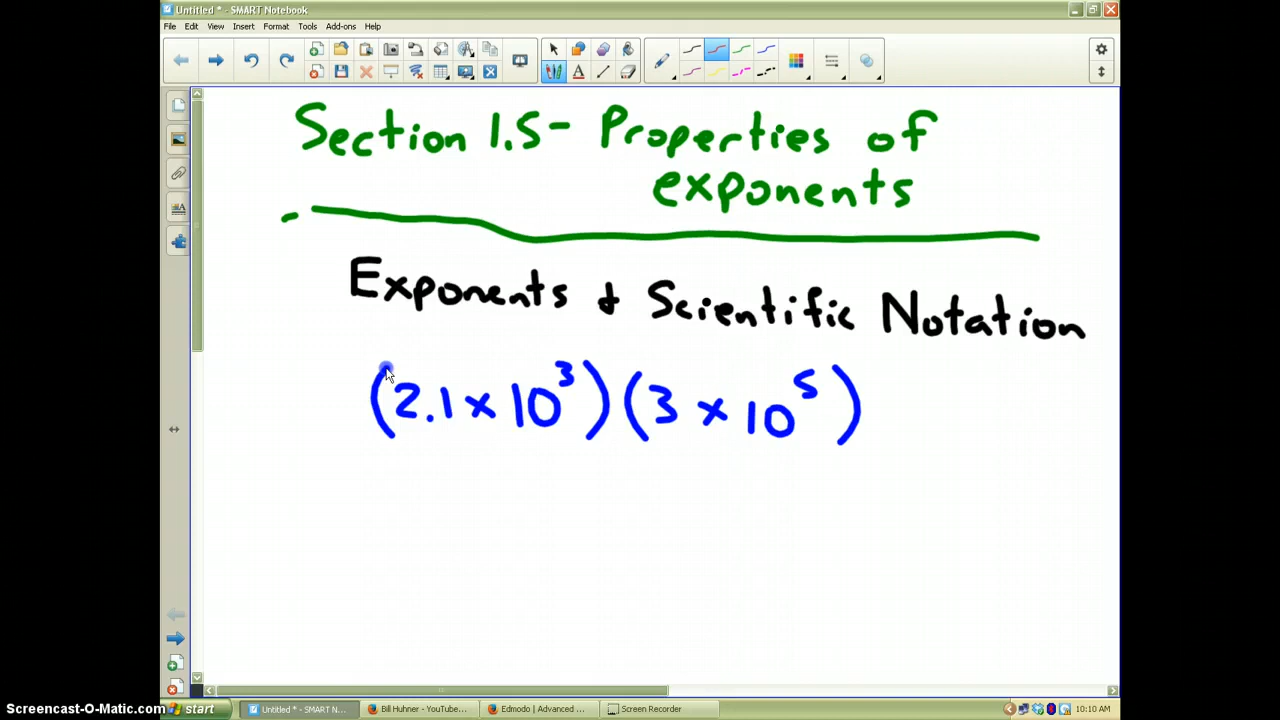 Untitled * - SMART Notebook
File Edit View Insert Format Tools Add-ons Help
Section 1.5- Properties of
exponents
Exponents & Scientific Notation
(2.1 x 10³)(3 x 10⁵)
Screencast-O-Matic.com
start
Untitled * - SMART N...
Bill Huhner - YouTube...
Edmodo | Advanced ...
Screen Recorder
10:10 AM